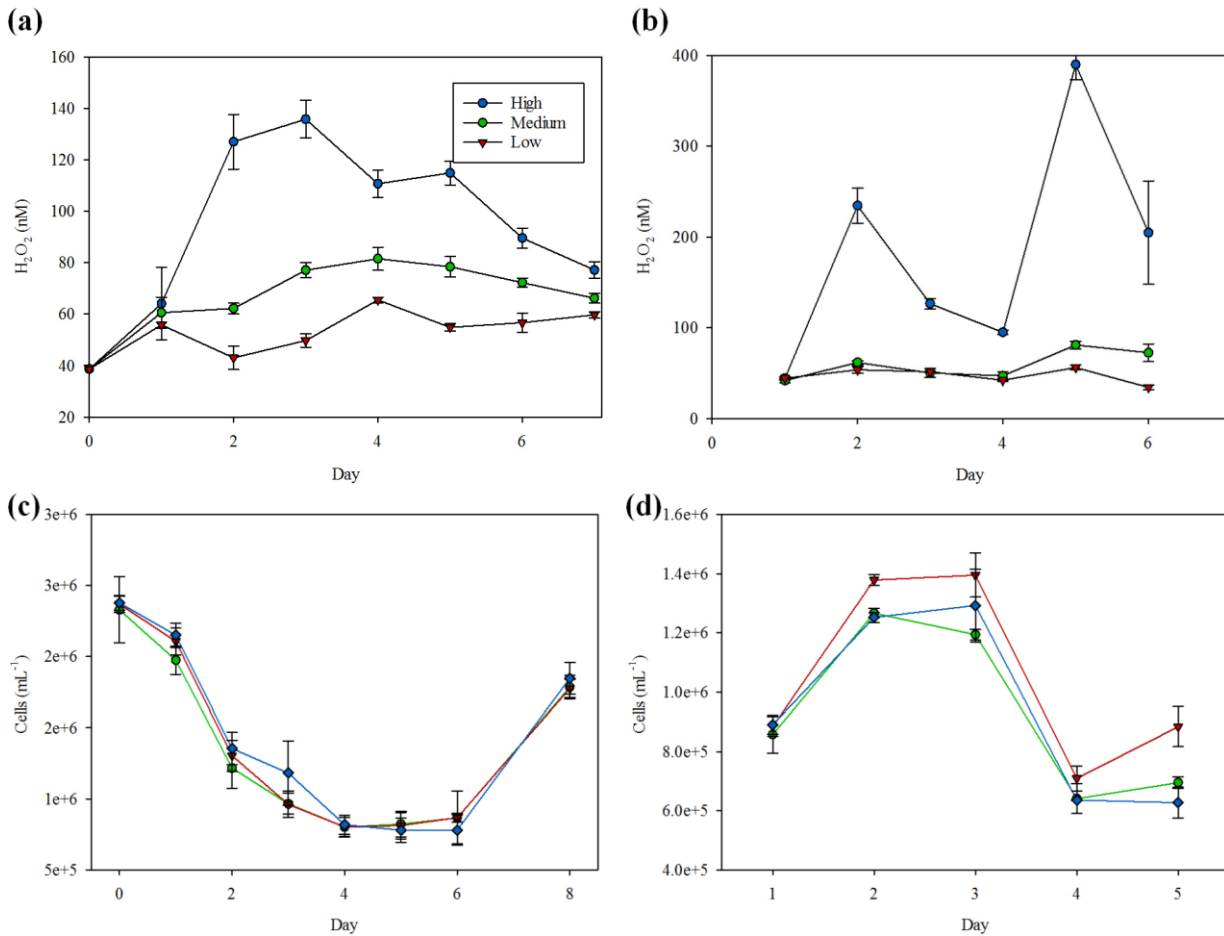 (a)
160
140
120
100
80
60
40
20
H₂O₂ (nM)
0
2
4
6
Day
High
Medium
Low
(b)
400
300
200
100
0
H₂O₂ (nM)
0
2
4
6
Day
(c)
3e+6
3e+6
2e+6
2e+6
1e+6
5e+5
Cells (mL⁻¹)
0
2
4
6
8
Day
(d)
1.6e+6
1.4e+6
1.2e+6
1.0e+6
8.0e+5
6.0e+5
4.0e+5
Cells (mL⁻¹)
1
2
3
4
5
Day